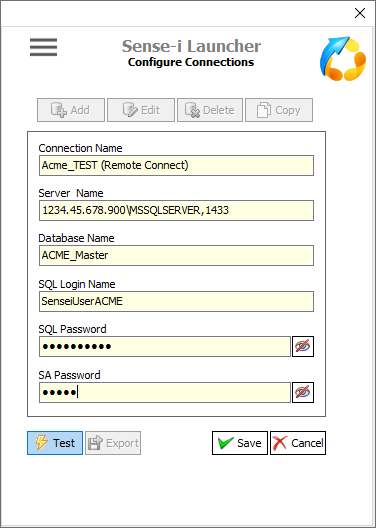 Sense-i Launcher
Configure Connections
Add Edit Delete Copy
Connection Name
Acme_TEST (Remote Connect)
Server Name
1234.45.678.900\MSSQLSERVER,1433
Database Name
ACME_Master
SQL Login Name
SenseiUserACME
SQL Password
●●●●●●●●●●
SA Password
●●●●●
Test Export Save Cancel